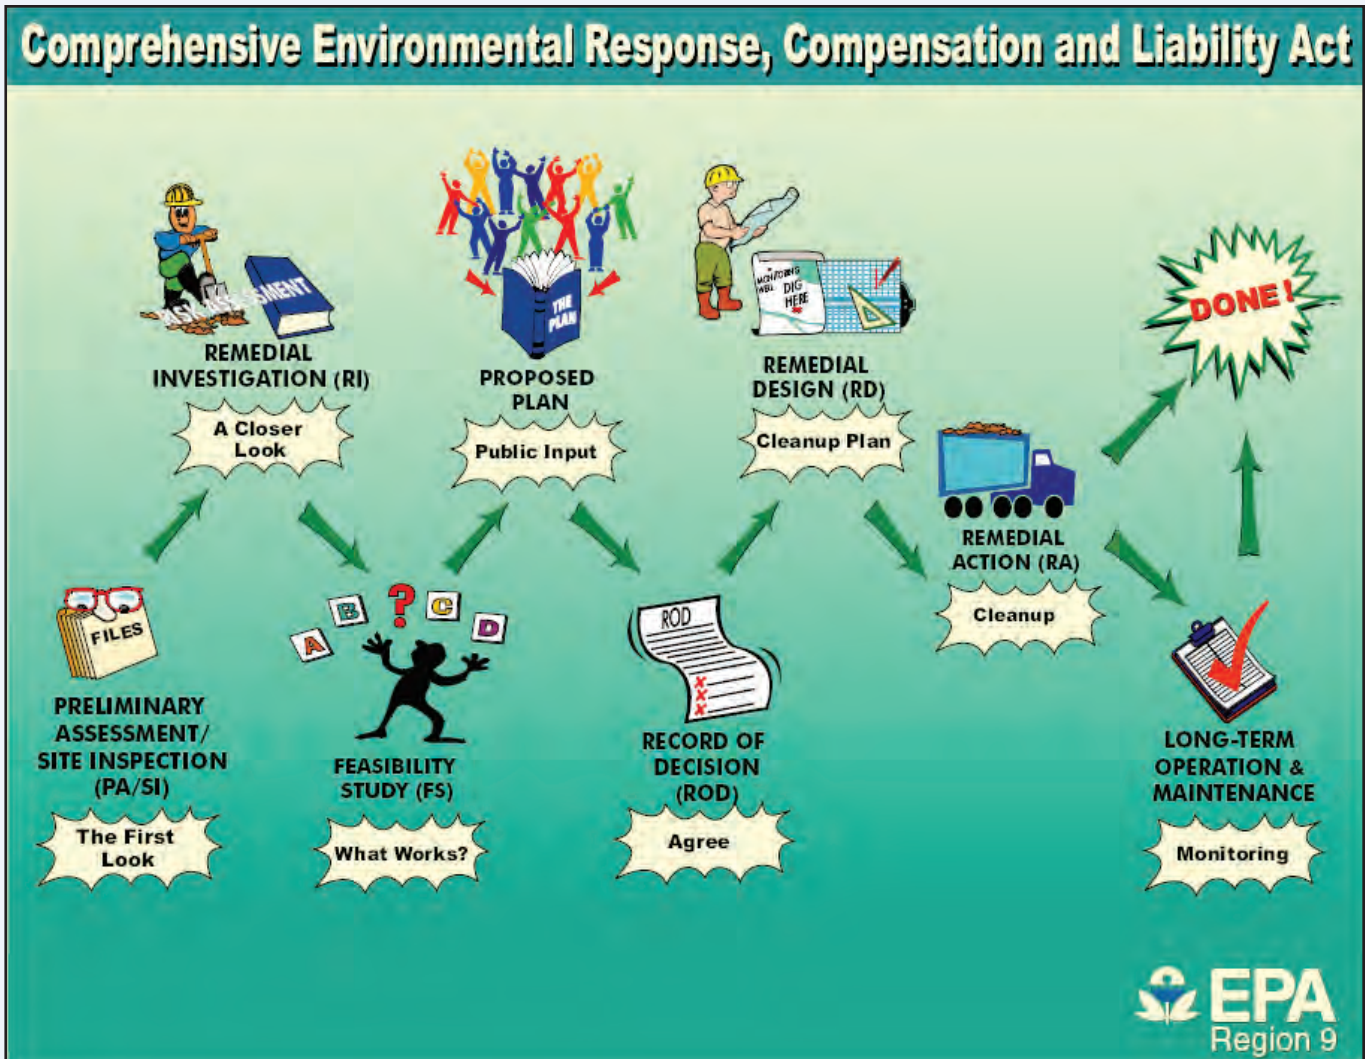 Comprehensive Environmental Response, Compensation and Liability Act
ASSESSMENT
REMEDIAL
INVESTIGATION (RI)
A Closer
Look
THE
PLAN
PROPOSED
PLAN
Public Input
MONITORING
WELL
DIG
HERE
REMEDIAL
DESIGN (RD)
Cleanup Plan
DONE!
REMEDIAL
ACTION (RA)
Cleanup
FILES
PRELIMINARY
ASSESSMENT/
SITE INSPECTION
(PA/SI)
The First
Look
A
B
?
C
D
FEASIBILITY
STUDY (FS)
What Works?
ROD
X
X
X
RECORD OF
DECISION
(ROD)
Agree
LONG-TERM
OPERATION &
MAINTENANCE
Monitoring
EPA
Region 9